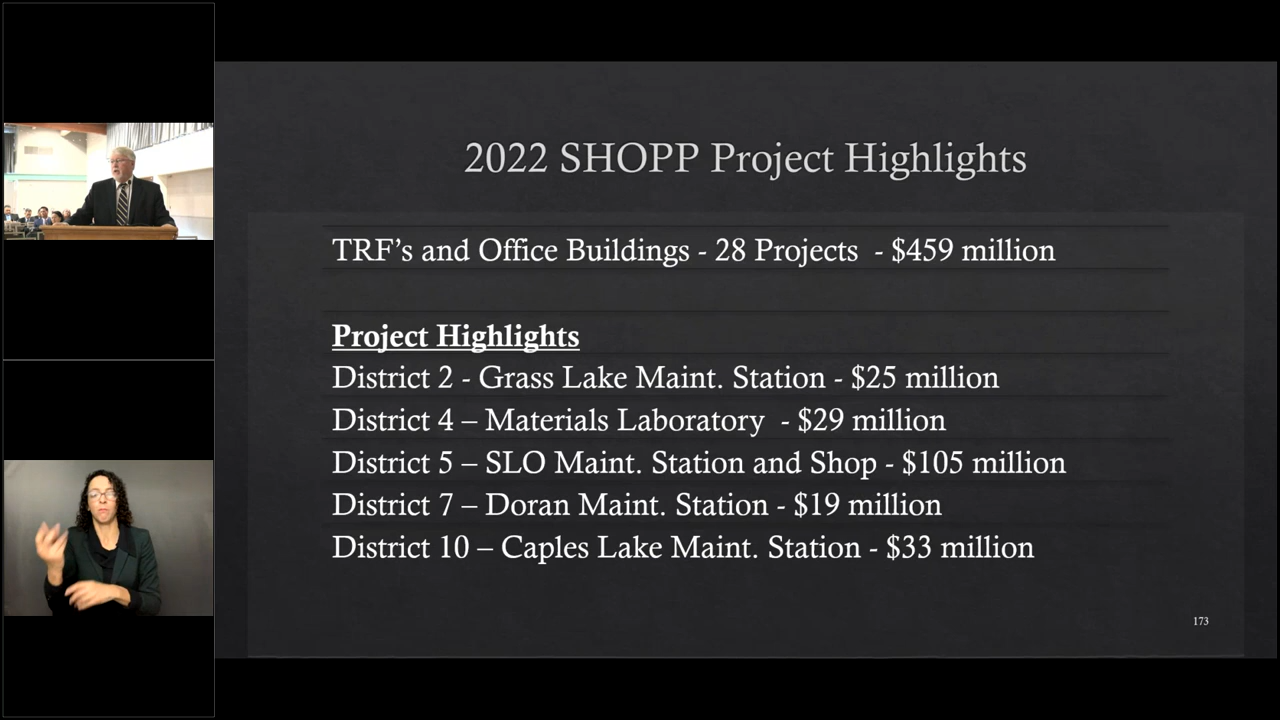 2022 SHOPP Project Highlights
TRF’s and Office Buildings - 28 Projects - $459 million
Project Highlights
District 2 - Grass Lake Maint. Station - $25 million
District 4 – Materials Laboratory - $29 million
District 5 – SLO Maint. Station and Shop - $105 million
District 7 – Doran Maint. Station - $19 million
District 10 – Caples Lake Maint. Station - $33 million
173